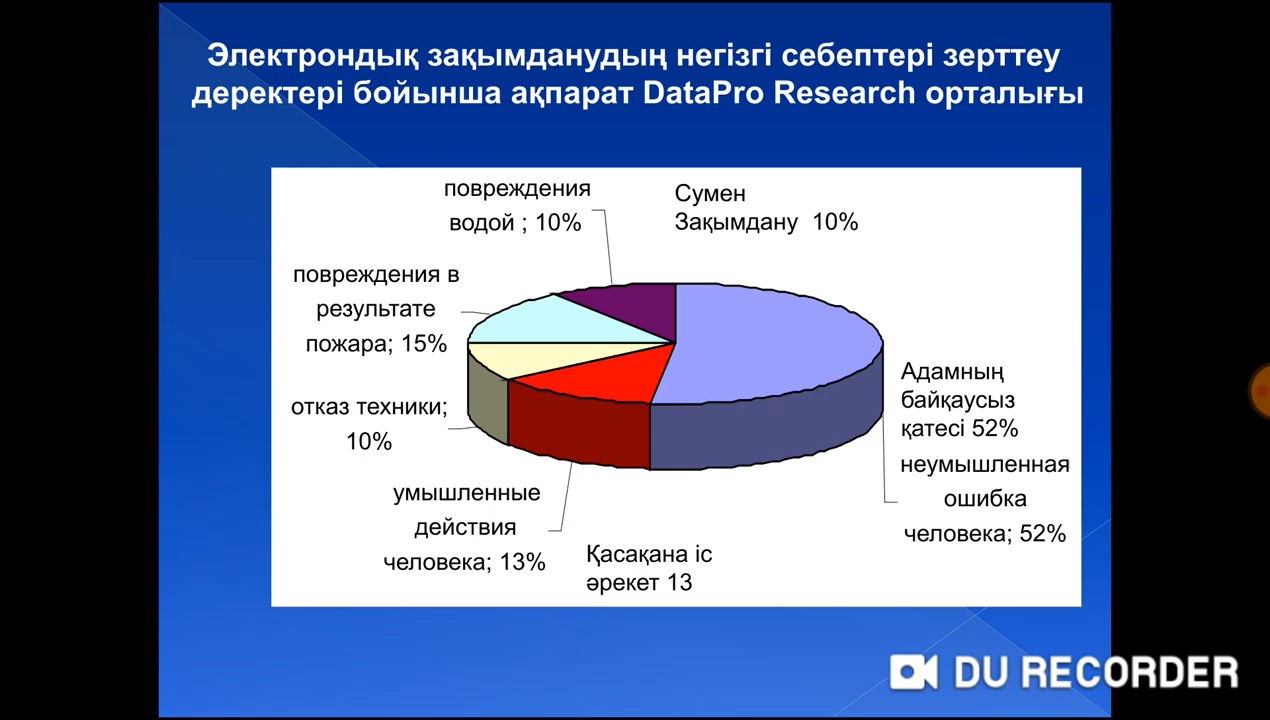 Электрондық зақымданудың негізгі себептері зерттеу
деректері бойынша ақпарат DataPro Research орталығы
повреждения
водой ; 10%
Сумен
Зақымдану 10%
повреждения в
результате
пожара; 15%
отказ техники;
10%
умышленные
действия
человека; 13%
Қасақана іс
әрекет 13
Адамның
байқаусыз
қатесі 52%
неумышленная
ошибка
человека; 52%
DU RECORDER